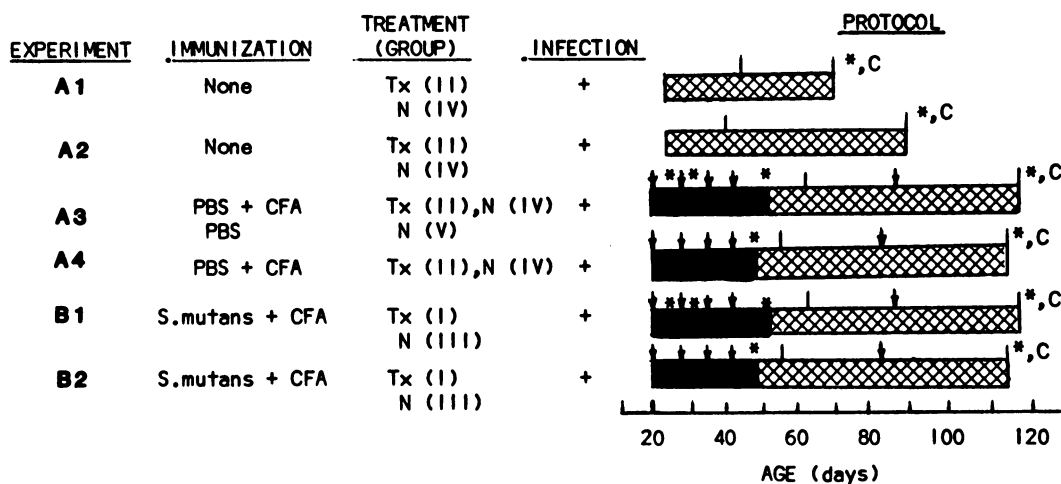 TREATMENT PROTOCOL
EXPERIMENT IMMUNIZATION (GROUP) INFECTION
A1 None Tx (II) + *,C
N (IV)
A2 None Tx (II) + *,C
N (IV)
* * * *,C
A3 PBS + CFA Tx (II),N (IV) +
PBS N (V)
* *,C
A4 PBS + CFA Tx (II),N (IV) +
* * * *,C
B1 S.mutans + CFA Tx (I) +
N (III)
* *,C
B2 S.mutans + CFA Tx (I) +
N (III)
20 40 60 80 100 120
AGE (days)